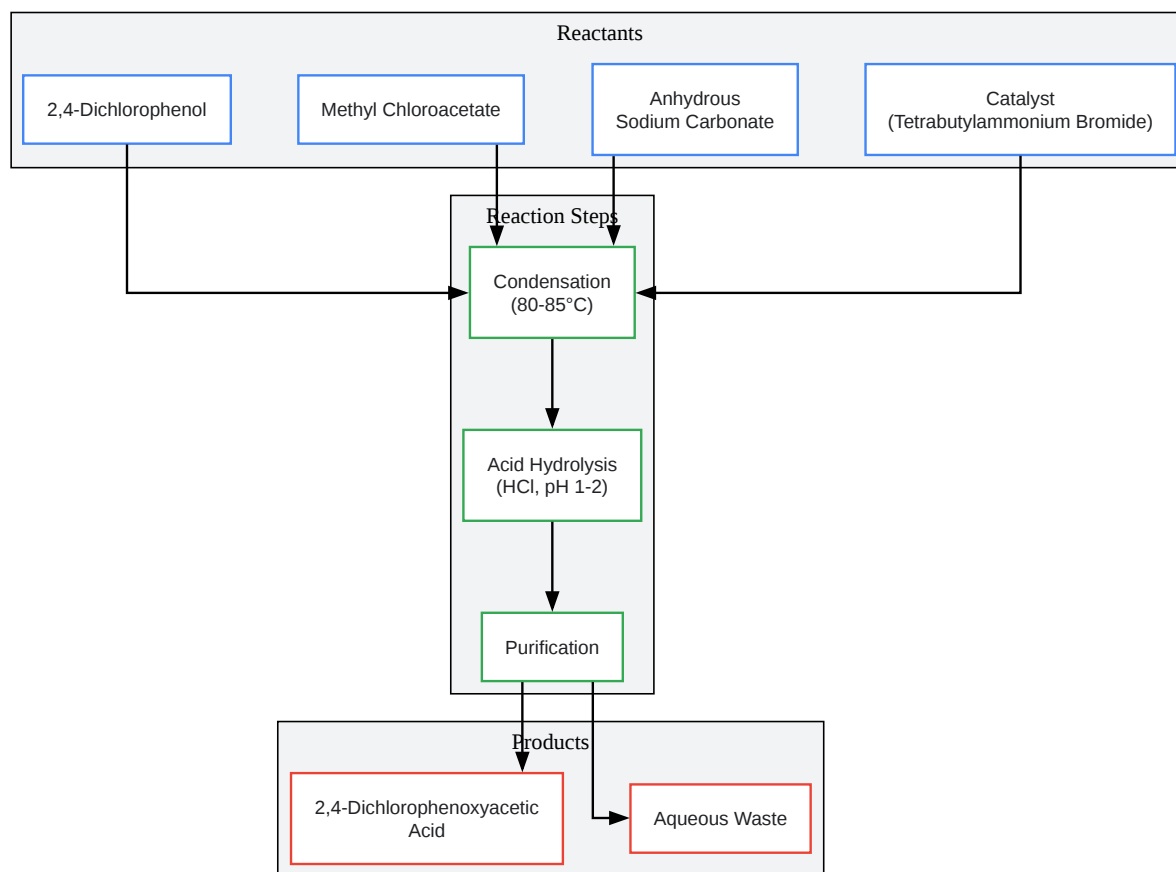 Reactants
2,4-Dichlorophenol
Methyl Chloroacetate
Anhydrous
Sodium Carbonate
Catalyst
(Tetrabutylammonium Bromide)
Reaction Steps
Condensation
(80-85°C)
Acid Hydrolysis
(HCl, pH 1-2)
Purification
Products
2,4-Dichlorophenoxyacetic
Acid
Aqueous Waste